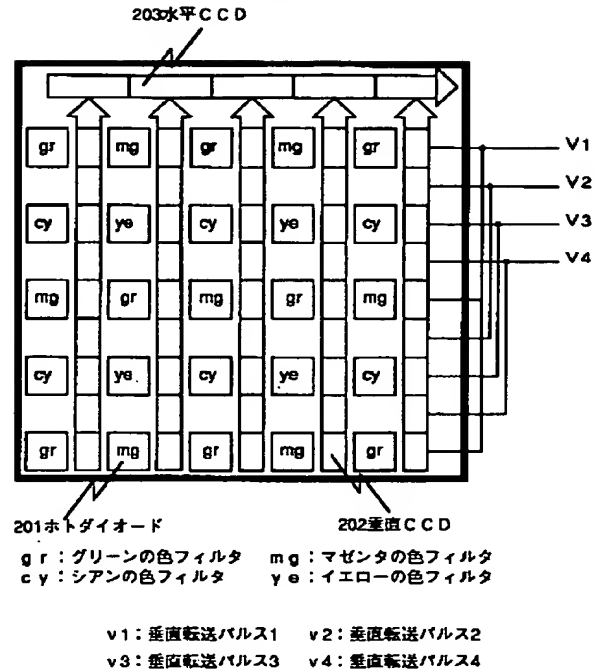 203水平CCD
gr mg gr mg gr V1
V2
cy ye cy ye cy V3
V4
mg gr mg gr mg
cy ye cy ye cy
gr mg gr mg gr
201ホトダイオード 202垂直CCD
gr：グリーンの色フィルタ mg：マゼンタの色フィルタ
cy：シアンの色フィルタ ye：イエローの色フィルタ
v1：垂直転送パルス1 v2：垂直転送パルス2
v3：垂直転送パルス3 v4：垂直転送パルス4